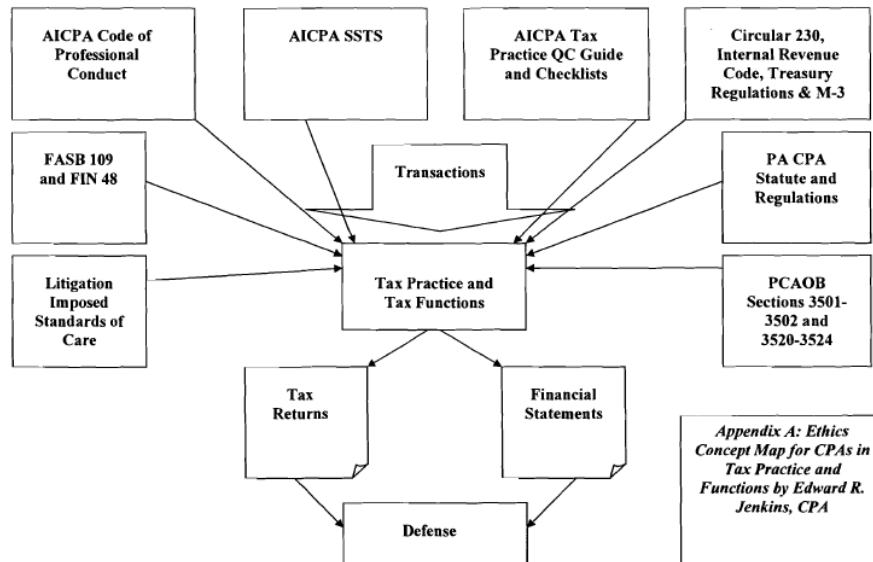 AICPA Code of
Professional
Conduct
AICPA SSTS
AICPA Tax
Practice QC Guide
and Checklists
Circular 230,
Internal Revenue
Code, Treasury
Regulations & M-3
FASB 109
and FIN 48
Transactions
PA CPA
Statute and
Regulations
Litigation
Imposed
Standards of
Care
Tax Practice and
Tax Functions
PCAOB
Sections 3501-
3502 and
3520-3524
Tax
Returns
Financial
Statements
Appendix A: Ethics
Concept Map for CPAs in
Tax Practice and
Functions by Edward R.
Jenkins, CPA
Defense